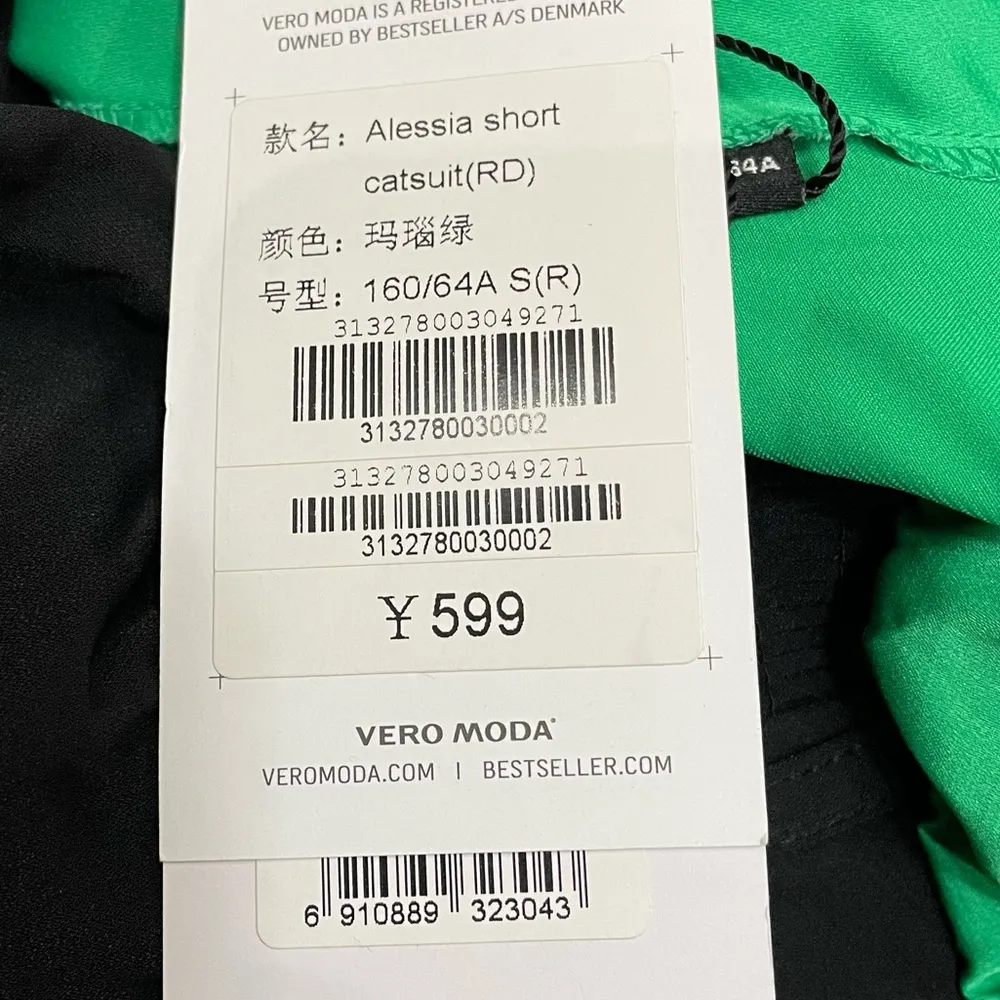 VERO MODA IS A REGISTERED
OWNED BY BESTSELLER A/S DENMARK
款名：Alessia short
catsuit(RD)
颜色：玛瑙绿
号型：160/64A S(R)
313278003049271
3132780030002
313278003049271
3132780030002
￥599
VERO MODA®
VEROMODA.COM | BESTSELLER.COM
6 910889 323043
64A